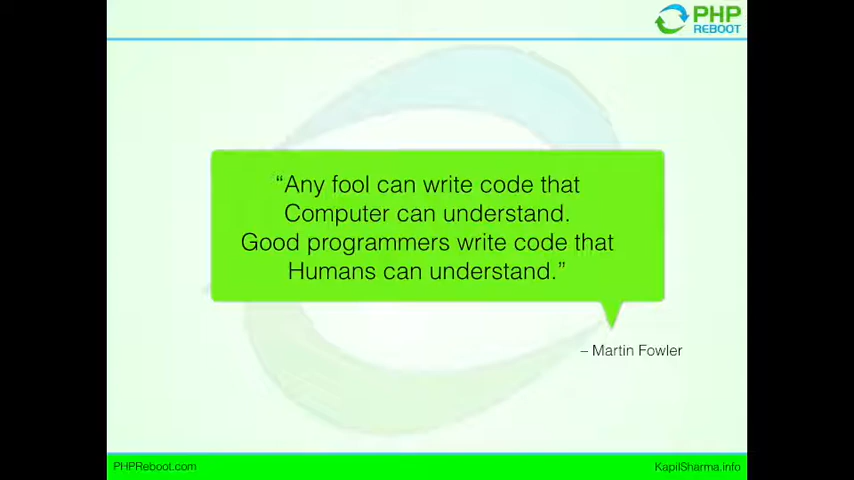 PHP
REBOOT
“Any fool can write code that
Computer can understand.
Good programmers write code that
Humans can understand.”
– Martin Fowler
PHPReboot.com
KapilSharma.info